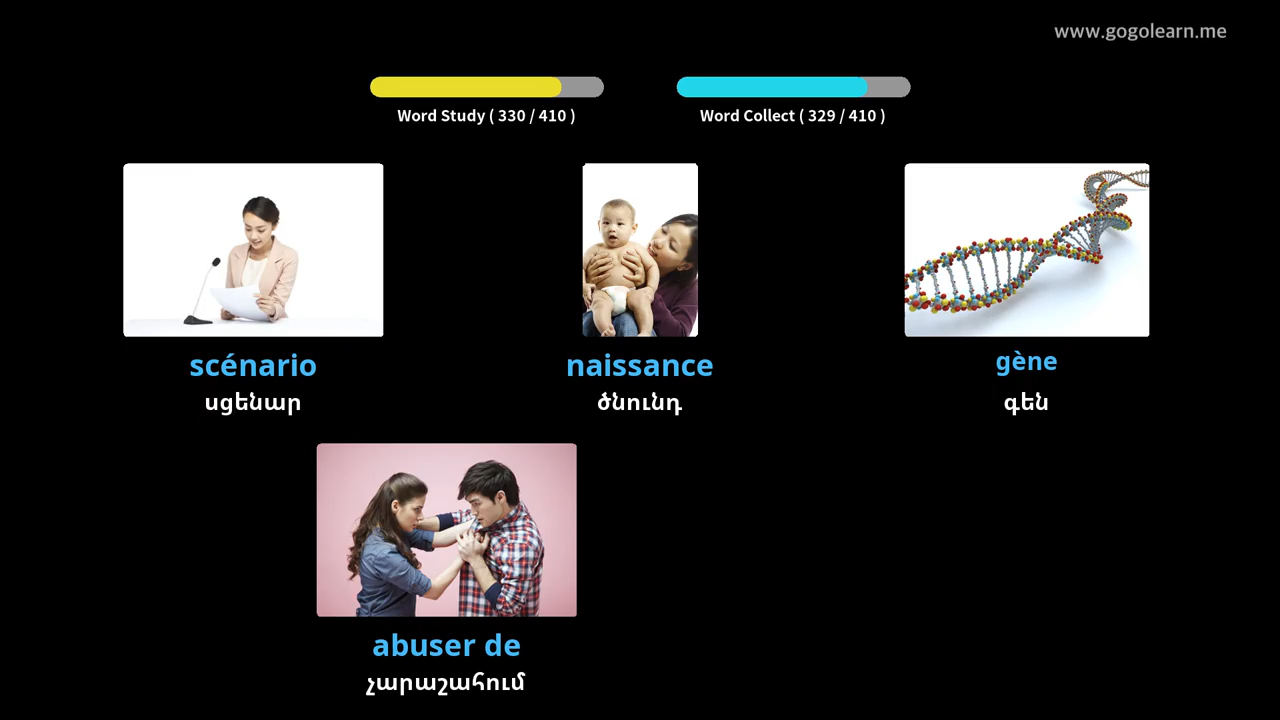 www.gogolearn.me
Word Study ( 330 / 410 )
Word Collect ( 329 / 410 )
scénario
սցենար
naissance
ծնունդ
gène
գեն
abuser de
չարաշահում